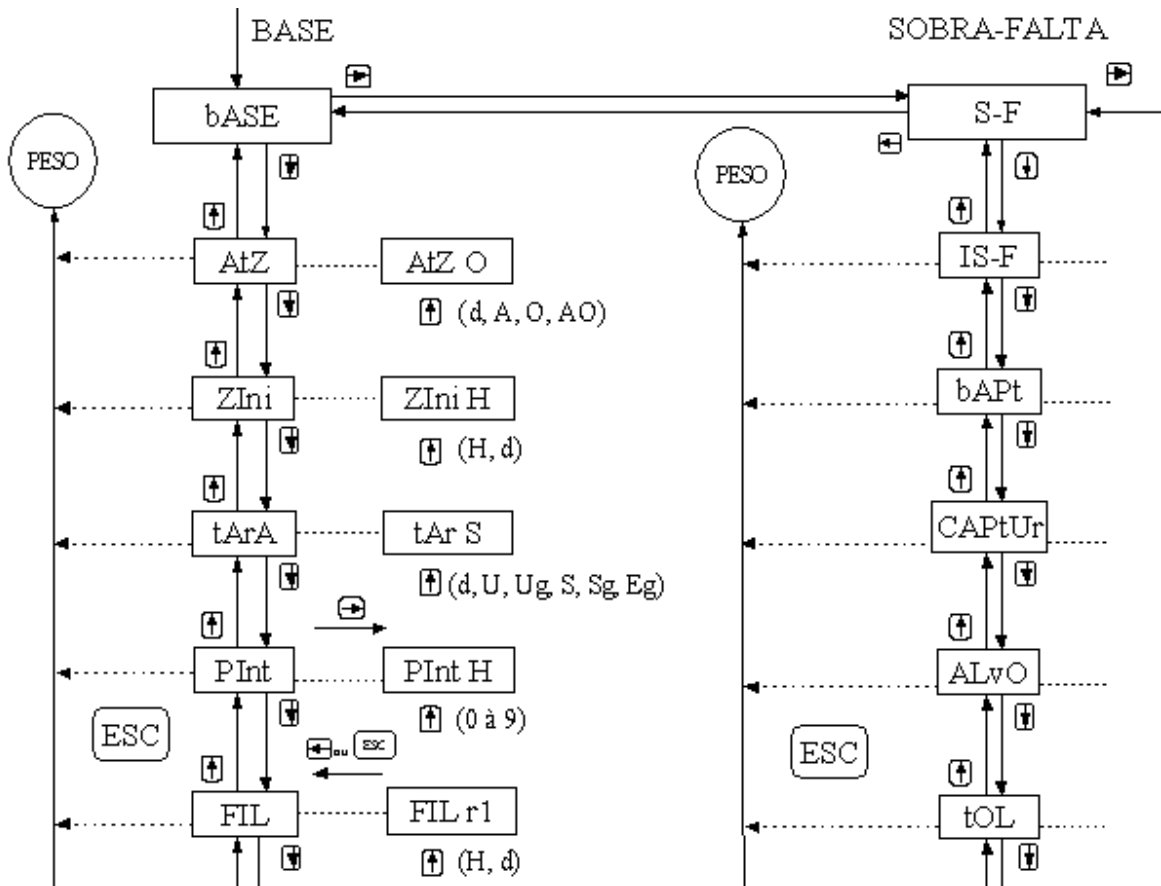 BASE
SOBRA-FALTA
bASE
S-F
PESO
PESO
AtZ
AtZ O
IS-F
(d, A, O, AO)
ZIni
ZIni H
bAPt
(H, d)
tArA
tAr S
CAPtUr
(d, U, Ug, S, Sg, Eg)
PInt
PInt H
ALvO
(0 à 9)
ESC
ou ESC
ESC
FIL
FIL r1
tOL
(H, d)